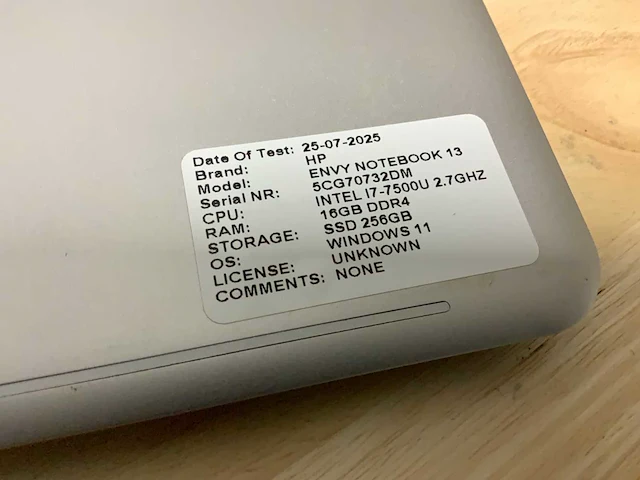 Date Of Test: 25-07-2025
Brand: HP
Model: ENVY NOTEBOOK 13
Serial NR: 5CG70732DM
CPU: INTEL I7-7500U 2.7GHZ
RAM: 16GB DDR4
STORAGE: SSD 256GB
OS: WINDOWS 11
LICENSE: UNKNOWN
COMMENTS: NONE